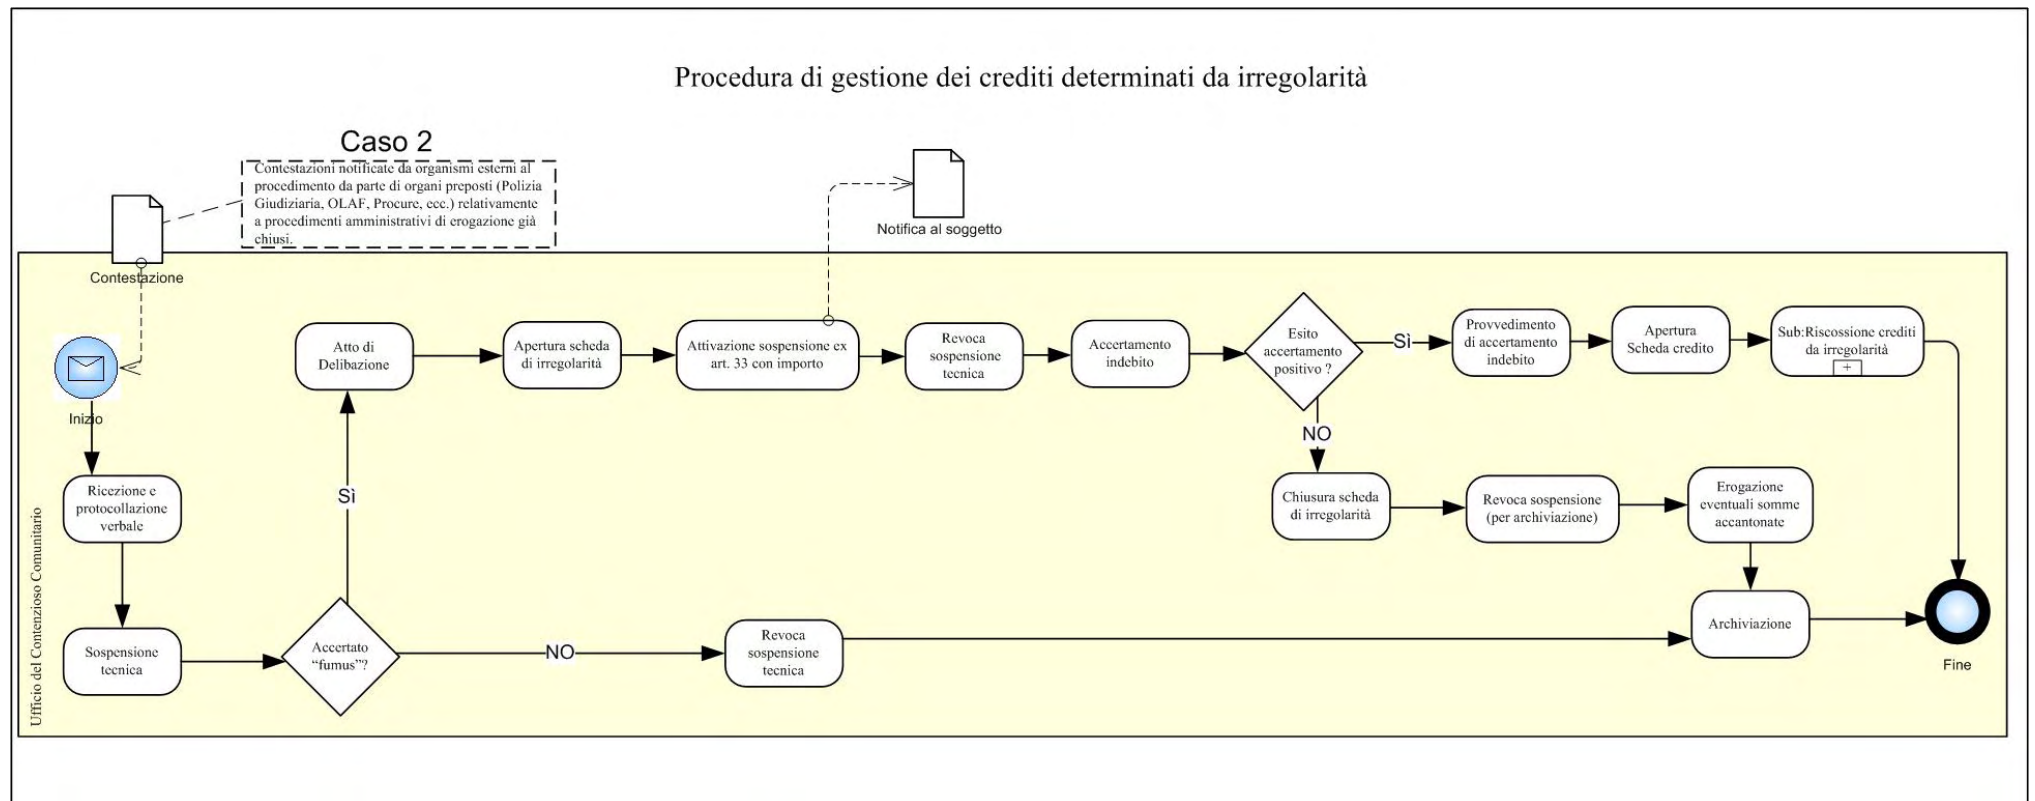 Procedura di gestione dei crediti determinati da irregolarità
Caso 2
Contestazioni notificate da organismi esterni al
procedimento da parte di organi preposti (Polizia
Giudiziaria, OLAF, Procure, ecc.) relativamente
a procedimenti amministrativi di erogazione già
chiusi.
Contestazione
Notifica al soggetto
Inizio
Ricezione e
protocollazione
verbale
Sospensione
tecnica
Accertato
“fumus”?
Sì
Atto di
Delibazione
Apertura scheda
di irregolarità
Attivazione sospensione ex
art. 33 con importo
Revoca
sospensione
tecnica
Accertamento
indebito
Esito
accertamento
positivo ?
Sì
Provvedimento
di accertamento
indebito
Apertura
Scheda credito
Sub:Riscossione crediti
da irregolarità
+
NO
Chiusura scheda
di irregolarità
Revoca sospensione
(per archiviazione)
Erogazione
eventuali somme
accantonate
NO
Revoca
sospensione
tecnica
Archiviazione
Fine
Ufficio del Contenzioso Comunitario